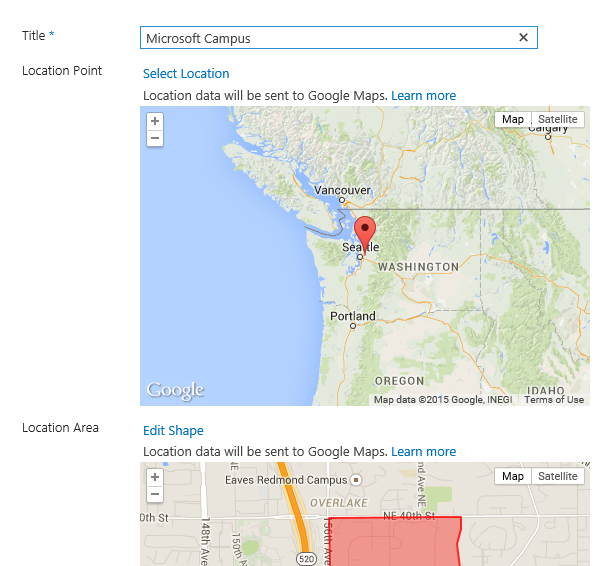 Title *
Microsoft Campus
Location Point
Select Location
Location data will be sent to Google Maps. Learn more
+
−
Map
Satellite
Calgary
Vancouver
Seattle
WASHINGTON
Portland
OREGON
IDAHO
Google
Map data ©2015 Google, INEGI
Terms of Use
Location Area
Edit Shape
Location data will be sent to Google Maps. Learn more
+
−
Map
Satellite
Eaves Redmond Campus
OVERLAKE
nd Ave NE
NE 40th St
0th St
148th Ave
150th Ave
156th Ave
520